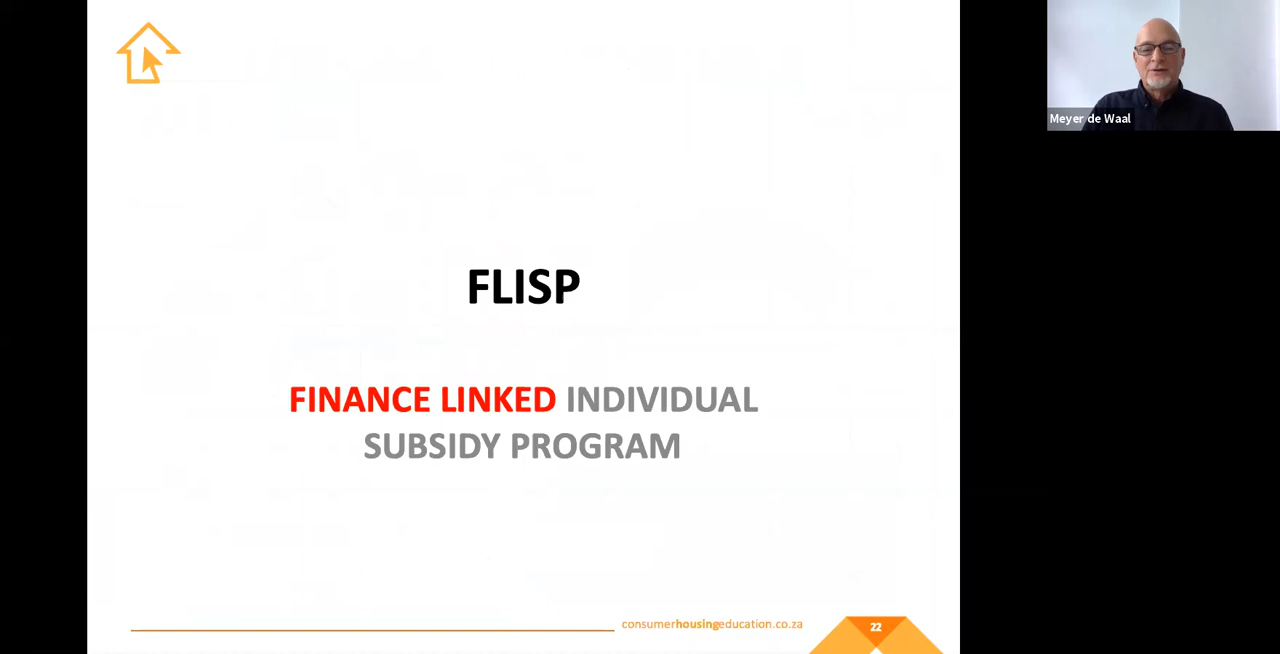 FLISP
FINANCE LINKED INDIVIDUAL
SUBSIDY PROGRAM
consumerhousingeducation.co.za
22
Meyer de Waal